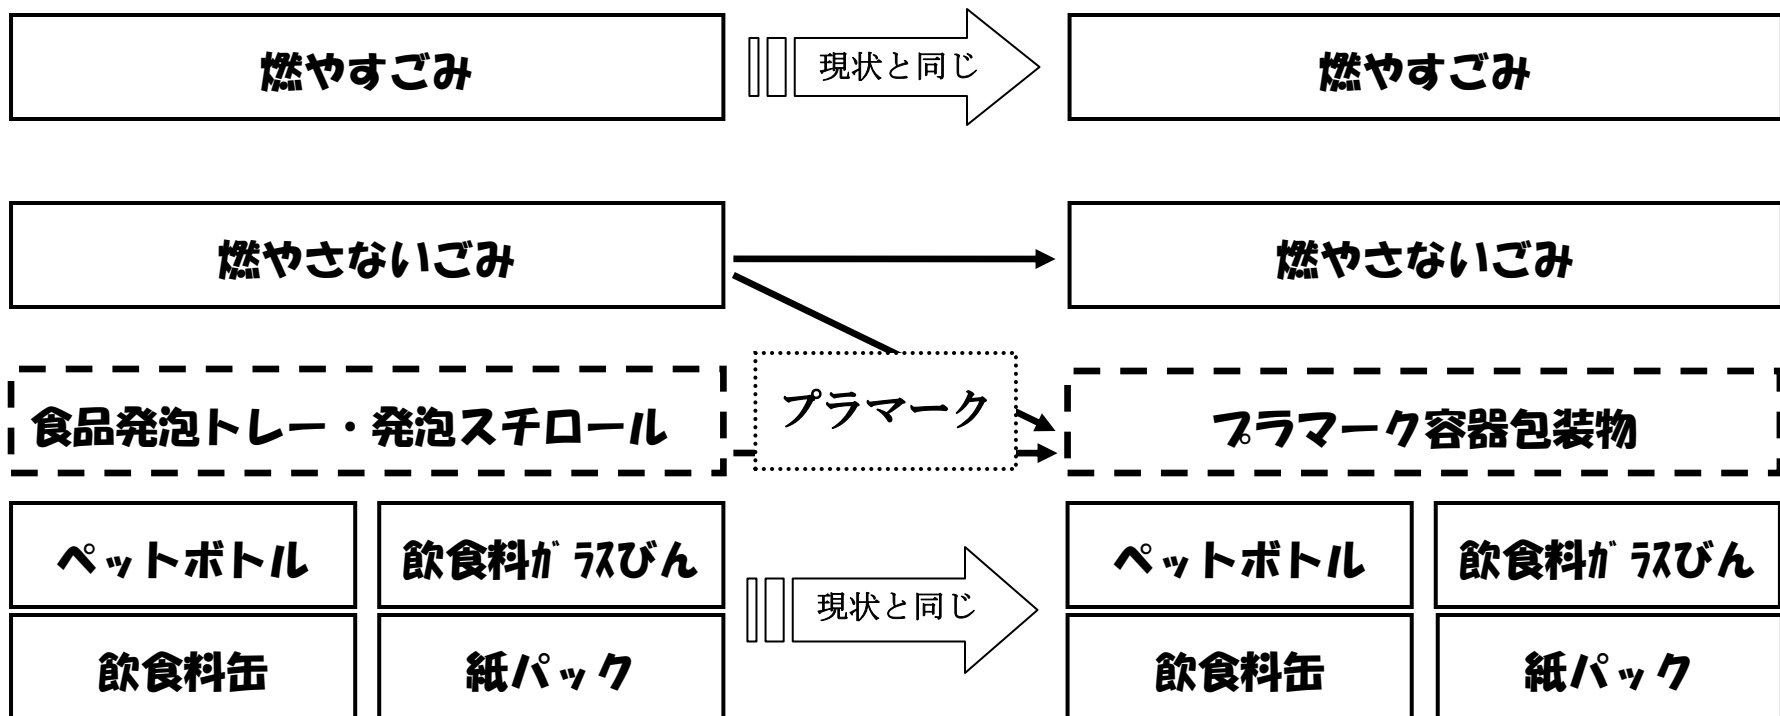 燃やすごみ
現状と同じ
燃やすごみ
燃やさないごみ
燃やさないごみ
食品発泡トレー・発泡スチロール
プラマーク
プラマーク容器包装物
ペットボトル
飲食料ｶﾞﾗｽびん
現状と同じ
ペットボトル
飲食料ｶﾞﾗｽびん
飲食料缶
紙パック
飲食料缶
紙パック